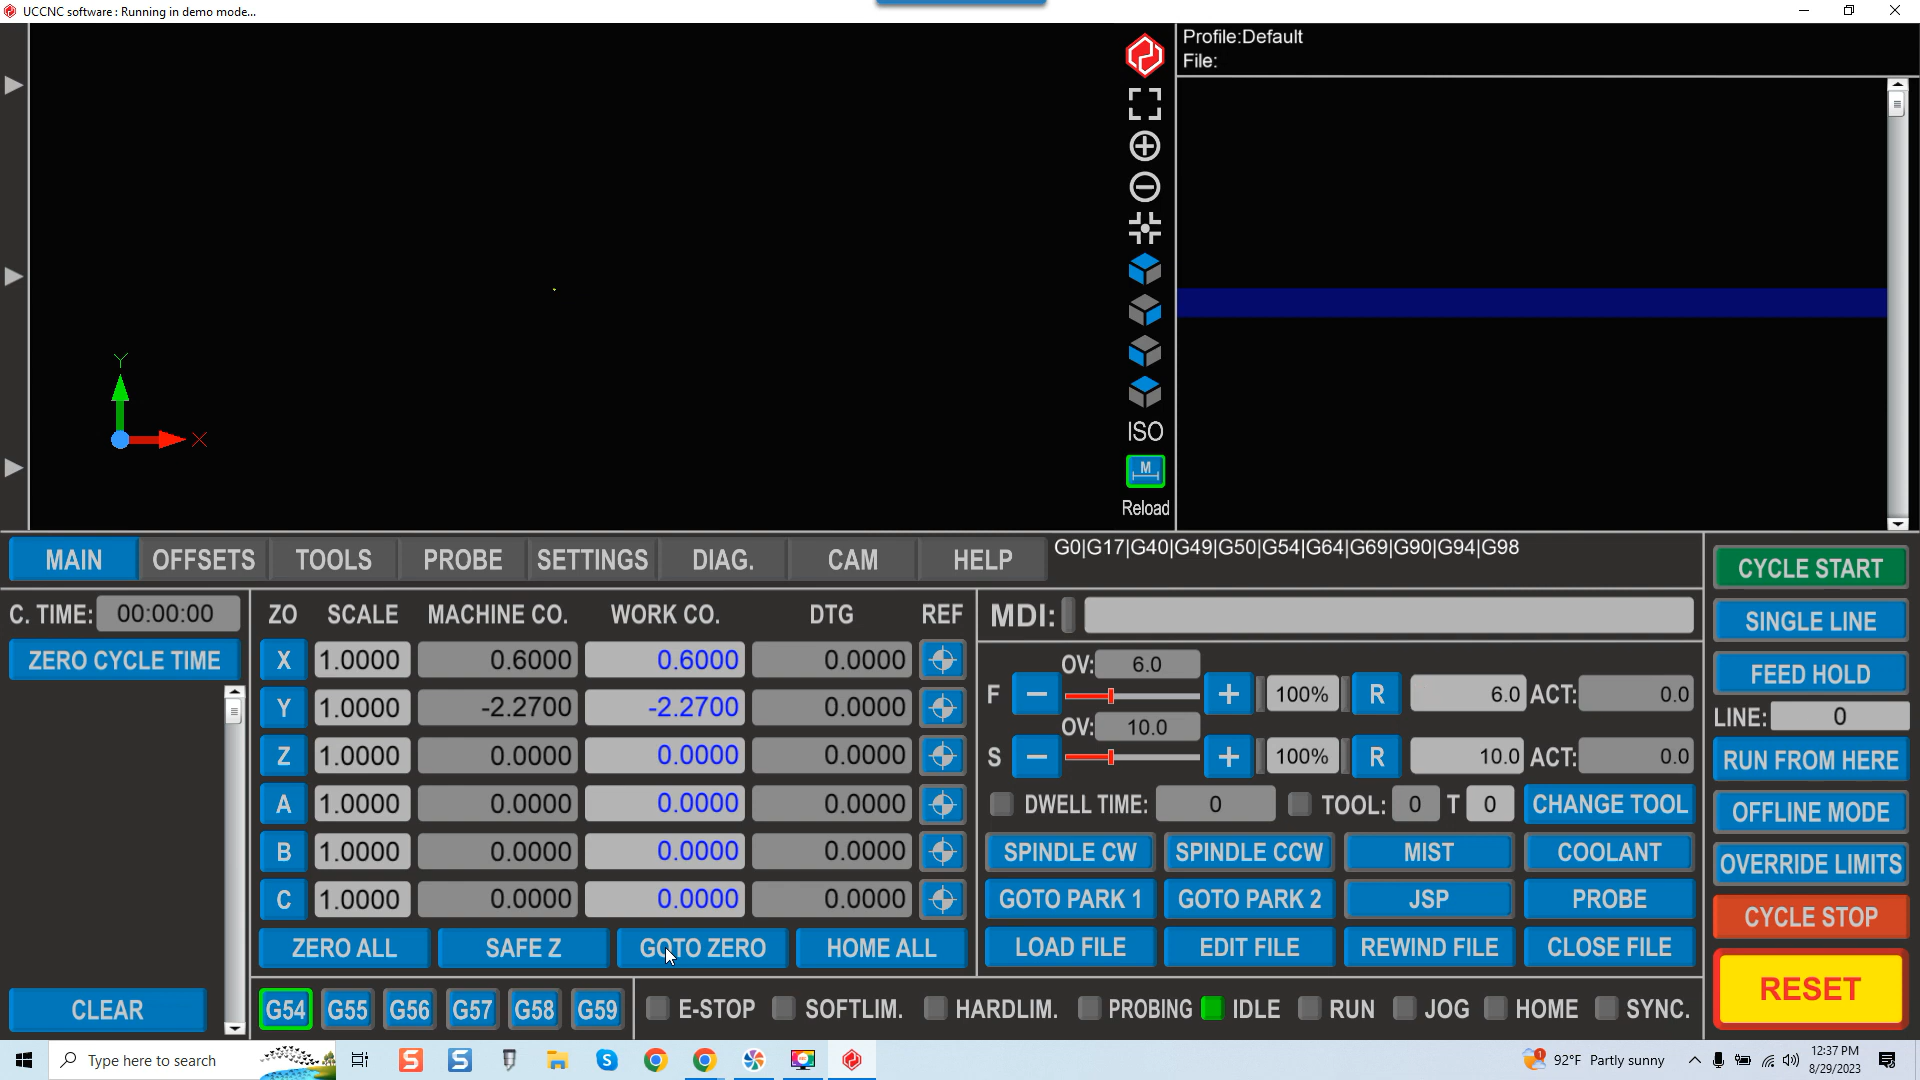 UCCNC software : Running in demo mode...
Profile:Default
File:
Y
X
ISO
M
Reload
MAIN OFFSETS TOOLS PROBE SETTINGS DIAG. CAM HELP
G0|G17|G40|G49|G50|G54|G64|G69|G90|G94|G98
C. TIME: 00:00:00
ZERO CYCLE TIME
CLEAR
ZO SCALE MACHINE CO. WORK CO. DTG REF
X 1.0000 0.6000 0.6000 0.0000
Y 1.0000 -2.2700 -2.2700 0.0000
Z 1.0000 0.0000 0.0000 0.0000
A 1.0000 0.0000 0.0000 0.0000
B 1.0000 0.0000 0.0000 0.0000
C 1.0000 0.0000 0.0000 0.0000
ZERO ALL SAFE Z GOTO ZERO HOME ALL
MDI:
OV: 6.0
F − + 100% R 6.0 ACT: 0.0
OV: 10.0
S − + 100% R 10.0 ACT: 0.0
DWELL TIME: 0 TOOL: 0 T 0 CHANGE TOOL
SPINDLE CW SPINDLE CCW MIST COOLANT
GOTO PARK 1 GOTO PARK 2 JSP PROBE
LOAD FILE EDIT FILE REWIND FILE CLOSE FILE
CYCLE START
SINGLE LINE
FEED HOLD
LINE: 0
RUN FROM HERE
OFFLINE MODE
OVERRIDE LIMITS
CYCLE STOP
RESET
G54 G55 G56 G57 G58 G59 E-STOP SOFTLIM. HARDLIM. PROBING IDLE RUN JOG HOME SYNC.
Type here to search
S S S
1
92°F Partly sunny
12:37 PM
8/29/2023